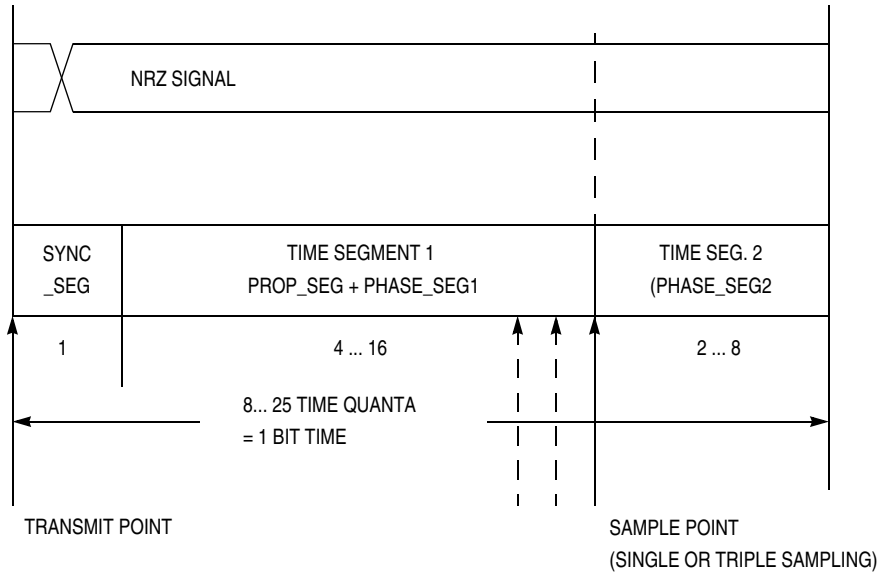 NRZ SIGNAL
SYNC
_SEG
TIME SEGMENT 1
PROP_SEG + PHASE_SEG1
TIME SEG. 2
(PHASE_SEG2
1
4 ... 16
2 ... 8
8... 25 TIME QUANTA
= 1 BIT TIME
TRANSMIT POINT
SAMPLE POINT
(SINGLE OR TRIPLE SAMPLING)